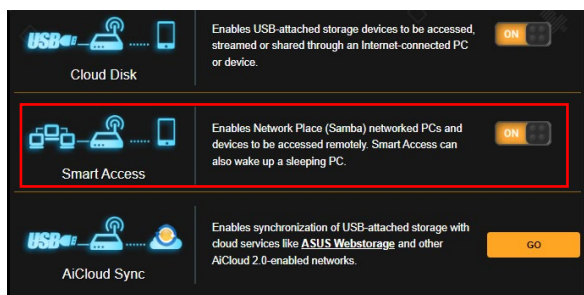 Enables USB-attached storage devices to be accessed,
streamed or shared through an Internet-connected PC
or device.
ON
USB
Cloud Disk
Enables Network Place (Samba) networked PCs and
devices to be accessed remotely. Smart Access can
also wake up a sleeping PC.
ON
Smart Access
Enables synchronization of USB-attached storage with
cloud services like ASUS Webstorage and other
AiCloud 2.0-enabled networks.
GO
USB
AiCloud Sync